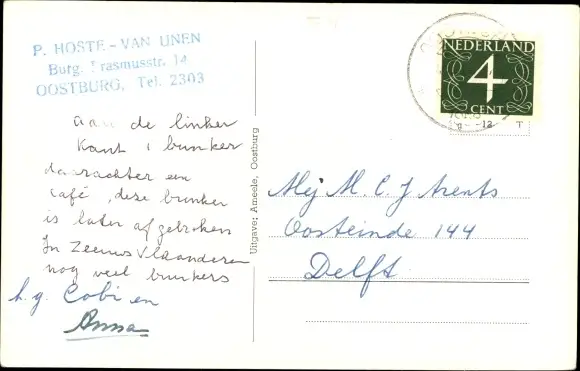 P. HOSTE - VAN UNEN
Burg. Erasmusstr. 14
OOSTBURG, Tel. 2303
aan de linker
kant 1 bunker
daarachter een
café, deze bunker
is later afgebroken
In Zeeuws Vlaanderen
nog veel bunkers
h.g. Cobi en
Anna
Uitgave: Ameele, Oostburg
NEDERLAND
4
CENT
T
Mej M. C. J Arents
Oosteinde 144
Delft